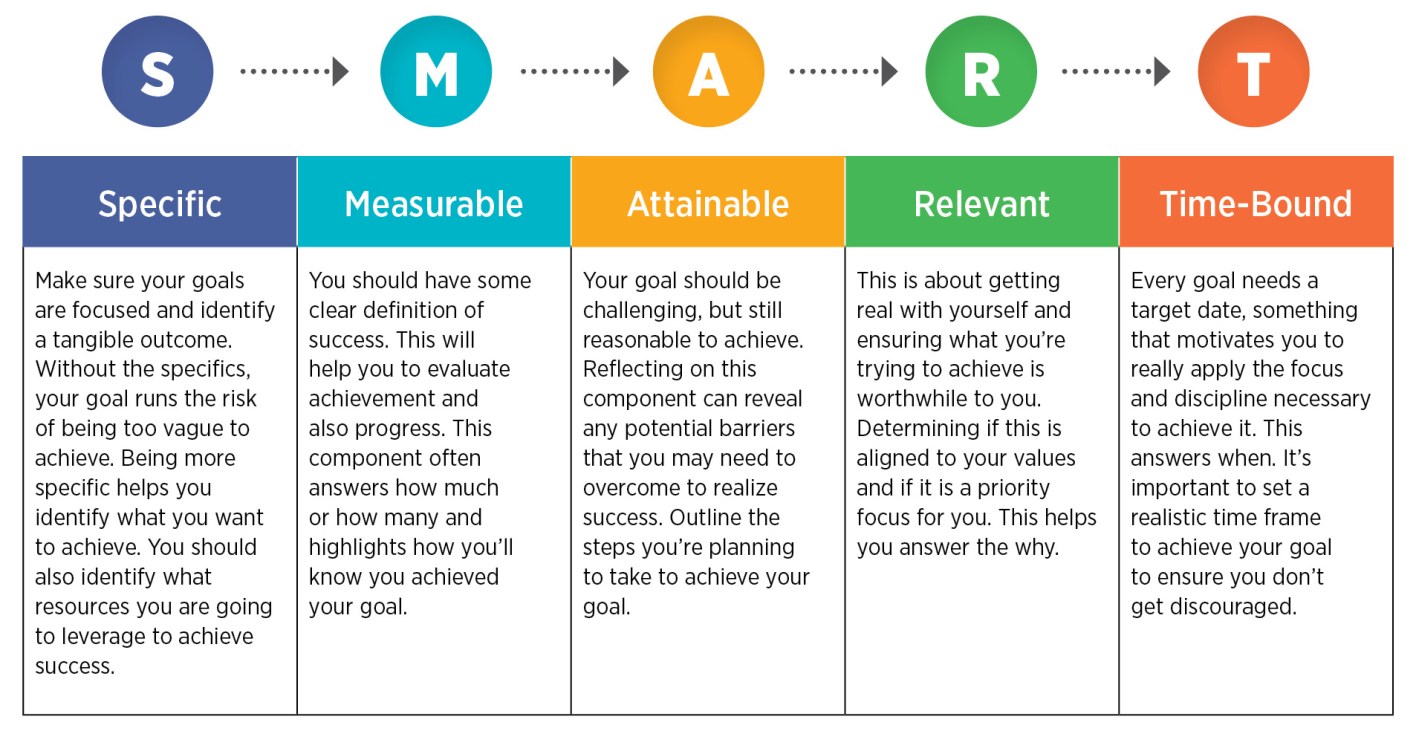 S
M
A
R
T
Specific
Make sure your goals
are focused and identify
a tangible outcome.
Without the specifics,
your goal runs the risk
of being too vague to
achieve. Being more
specific helps you
identify what you want
to achieve. You should
also identify what
resources you are going
to leverage to achieve
success.
Measurable
You should have some
clear definition of
success. This will
help you to evaluate
achievement and
also progress. This
component often
answers how much
or how many and
highlights how you’ll
know you achieved
your goal.
Attainable
Your goal should be
challenging, but still
reasonable to achieve.
Reflecting on this
component can reveal
any potential barriers
that you may need to
overcome to realize
success. Outline the
steps you’re planning
to take to achieve your
goal.
Relevant
This is about getting
real with yourself and
ensuring what you’re
trying to achieve is
worthwhile to you.
Determining if this is
aligned to your values
and if it is a priority
focus for you. This helps
you answer the why.
Time-Bound
Every goal needs a
target date, something
that motivates you to
really apply the focus
and discipline necessary
to achieve it. This
answers when. It’s
important to set a
realistic time frame
to achieve your goal
to ensure you don’t
get discouraged.